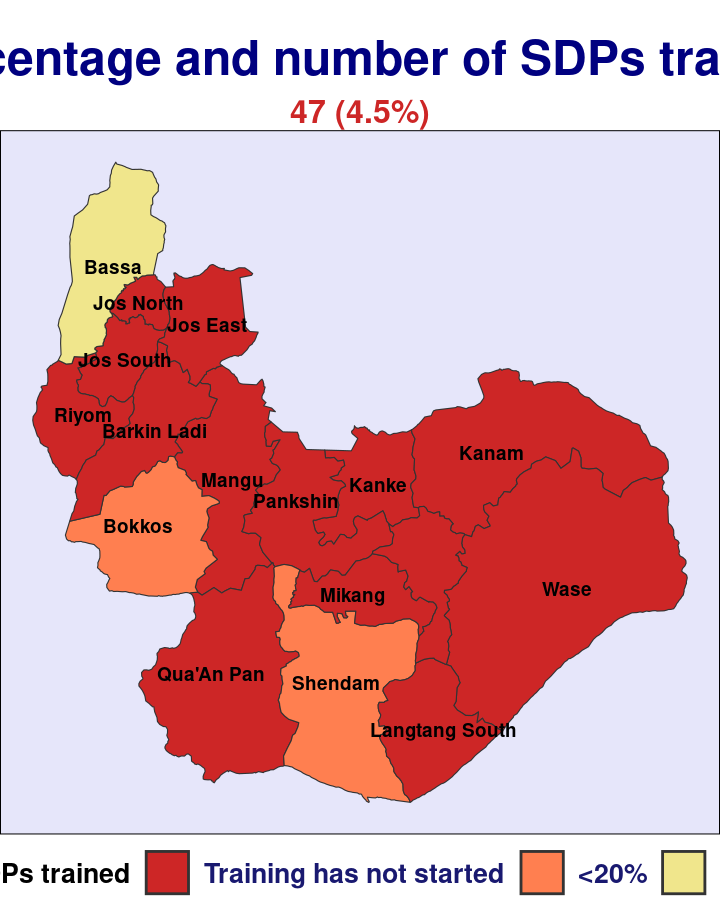 centage and number of SDPs tra
47 (4.5%)
Bassa
Jos North
Jos East
Jos South
Riyom
Barkin Ladi
Kanam
Mangu
Kanke
Pankshin
Bokkos
Wase
Mikang
Qua'An Pan
Shendam
Langtang South
Ps trained Training has not started <20%